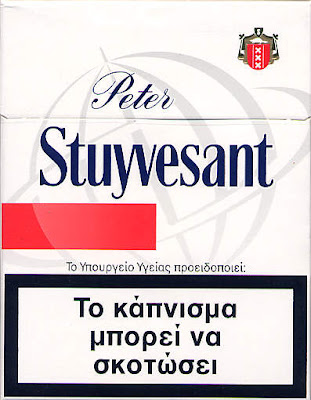 Peter
Stuyvesant
Το Υπουργείο Υγείας προειδοποιεί:
Το κάπνισμα
μπορεί να
σκοτώσει